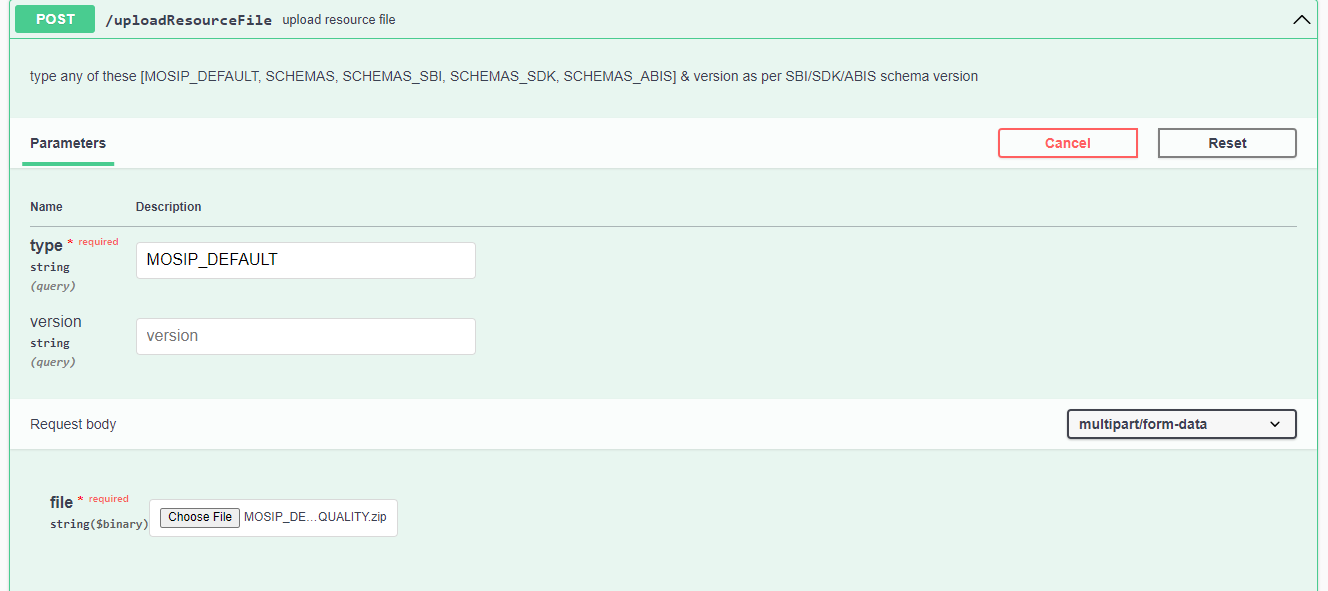 POST /uploadResourceFile upload resource file
type any of these [MOSIP_DEFAULT, SCHEMAS, SCHEMAS_SBI, SCHEMAS_SDK, SCHEMAS_ABIS] & version as per SBI/SDK/ABIS schema version
Parameters Cancel Reset
Name Description
type * required
string
(query)
MOSIP_DEFAULT
version
string
(query)
version
Request body multipart/form-data
file * required
string($binary)
Choose File MOSIP_DE...QUALITY.zip